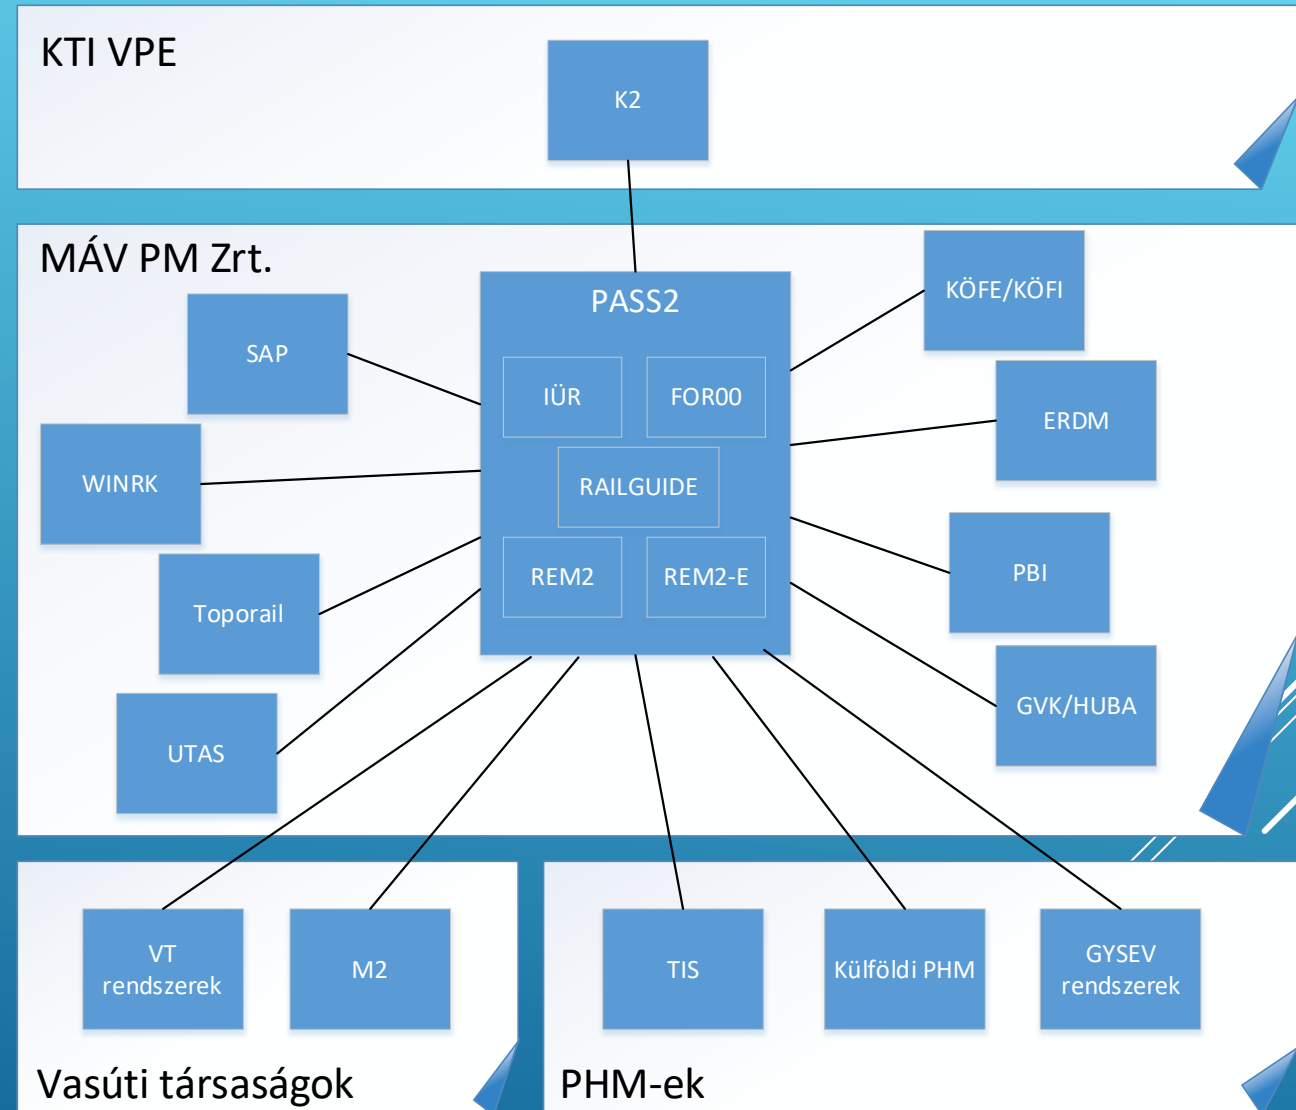 KTI VPE
K2
MÁV PM Zrt.
SAP
WINRK
Toporail
UTAS
PASS2
IÜR
FOR00
RAILGUIDE
REM2
REM2-E
KÖFE/KÖFI
ERDM
PBI
GVK/HUBA
VT
rendszerek
M2
Vasúti társaságok
TIS
Külföldi PHM
GYSEV
rendszerek
PHM-ek